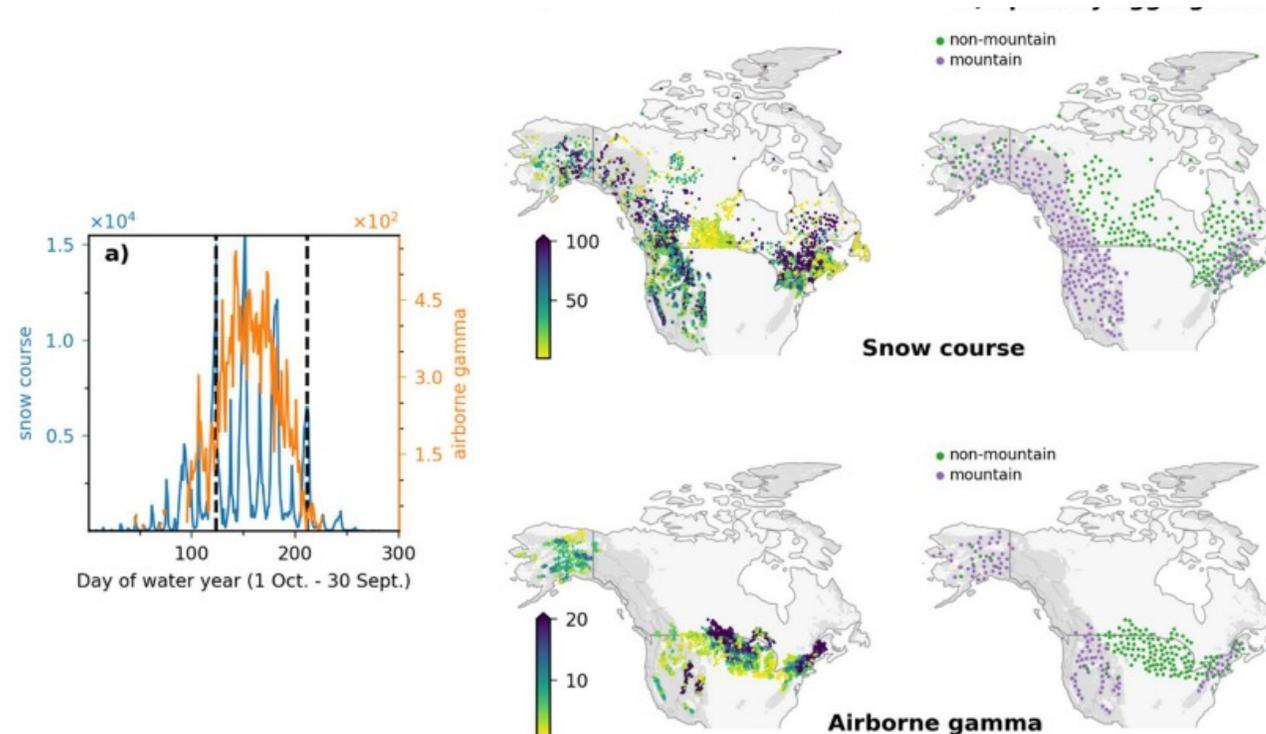 ×10⁴
×10²
a)
1.5
1.0
0.5
4.5
3.0
1.5
snow course
airborne gamma
100
200
300
Day of water year (1 Oct. - 30 Sept.)
100
50
non-mountain
mountain
Snow course
20
10
non-mountain
mountain
Airborne gamma